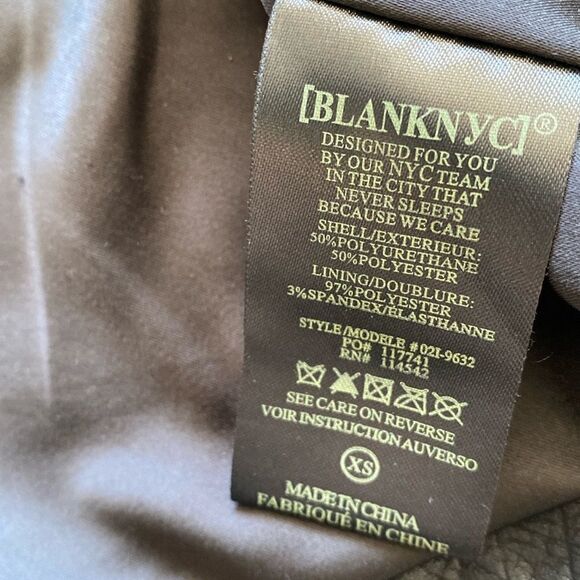 [BLANKNYC]®
DESIGNED FOR YOU
BY OUR NYC TEAM
IN THE CITY THAT
NEVER SLEEPS
BECAUSE WE CARE
SHELL/EXTERIEUR:
50%POLYURETHANE
50%POLYESTER
LINING/DOUBLURE:
97%POLYESTER
3%SPANDEX/ÉLASTHANNE
STYLE/MODELE #02I-9632
PO# 117741
RN# 114542
SEE CARE ON REVERSE
VOIR INSTRUCTION AUVERSO
XS
MADE IN CHINA
FABRIQUÉ EN CHINE